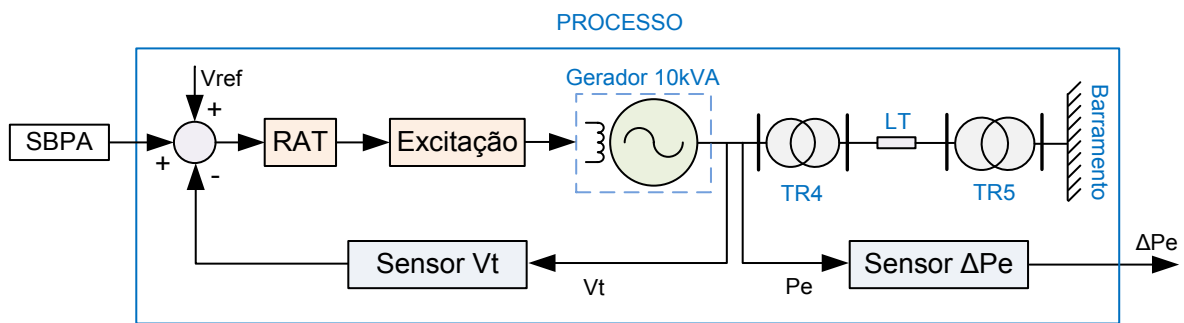 PROCESSO
Vref
Gerador 10kVA
Barramento
+
SBPA
RAT
Excitação
LT
+
-
TR4
TR5
ΔPe
Sensor Vt
Vt
Pe
Sensor ΔPe